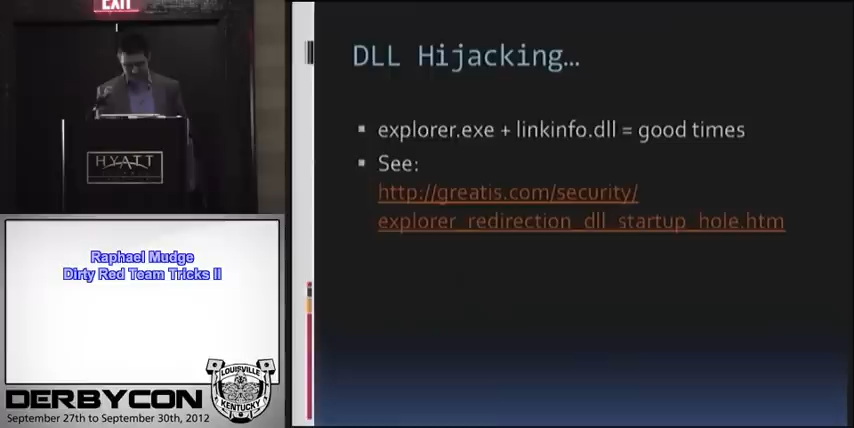 EXIT
HYATT
Raphael Mudge
Dirty Red Team Tricks II
LOUISVILLE
KENTUCKY
DERBYCON
September 27th to September 30th, 2012
DLL Hijacking…
▪ explorer.exe + linkinfo.dll = good times
▪ See:
http://greatis.com/security/
explorer_redirection_dll_startup_hole.htm